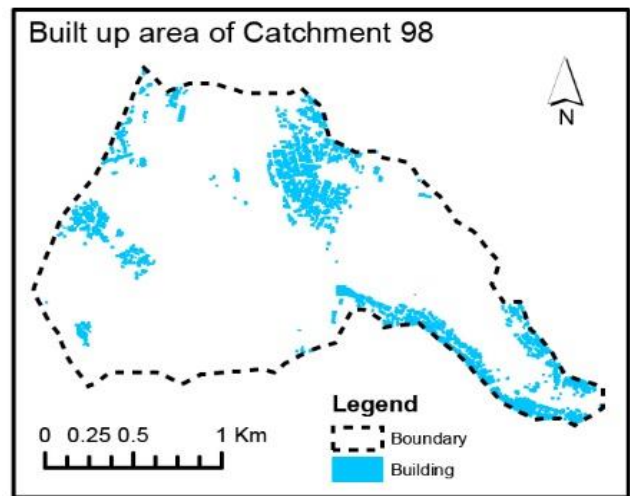 Built up area of Catchment 98
N
Legend
Boundary
Building
0 0.25 0.5 1 Km